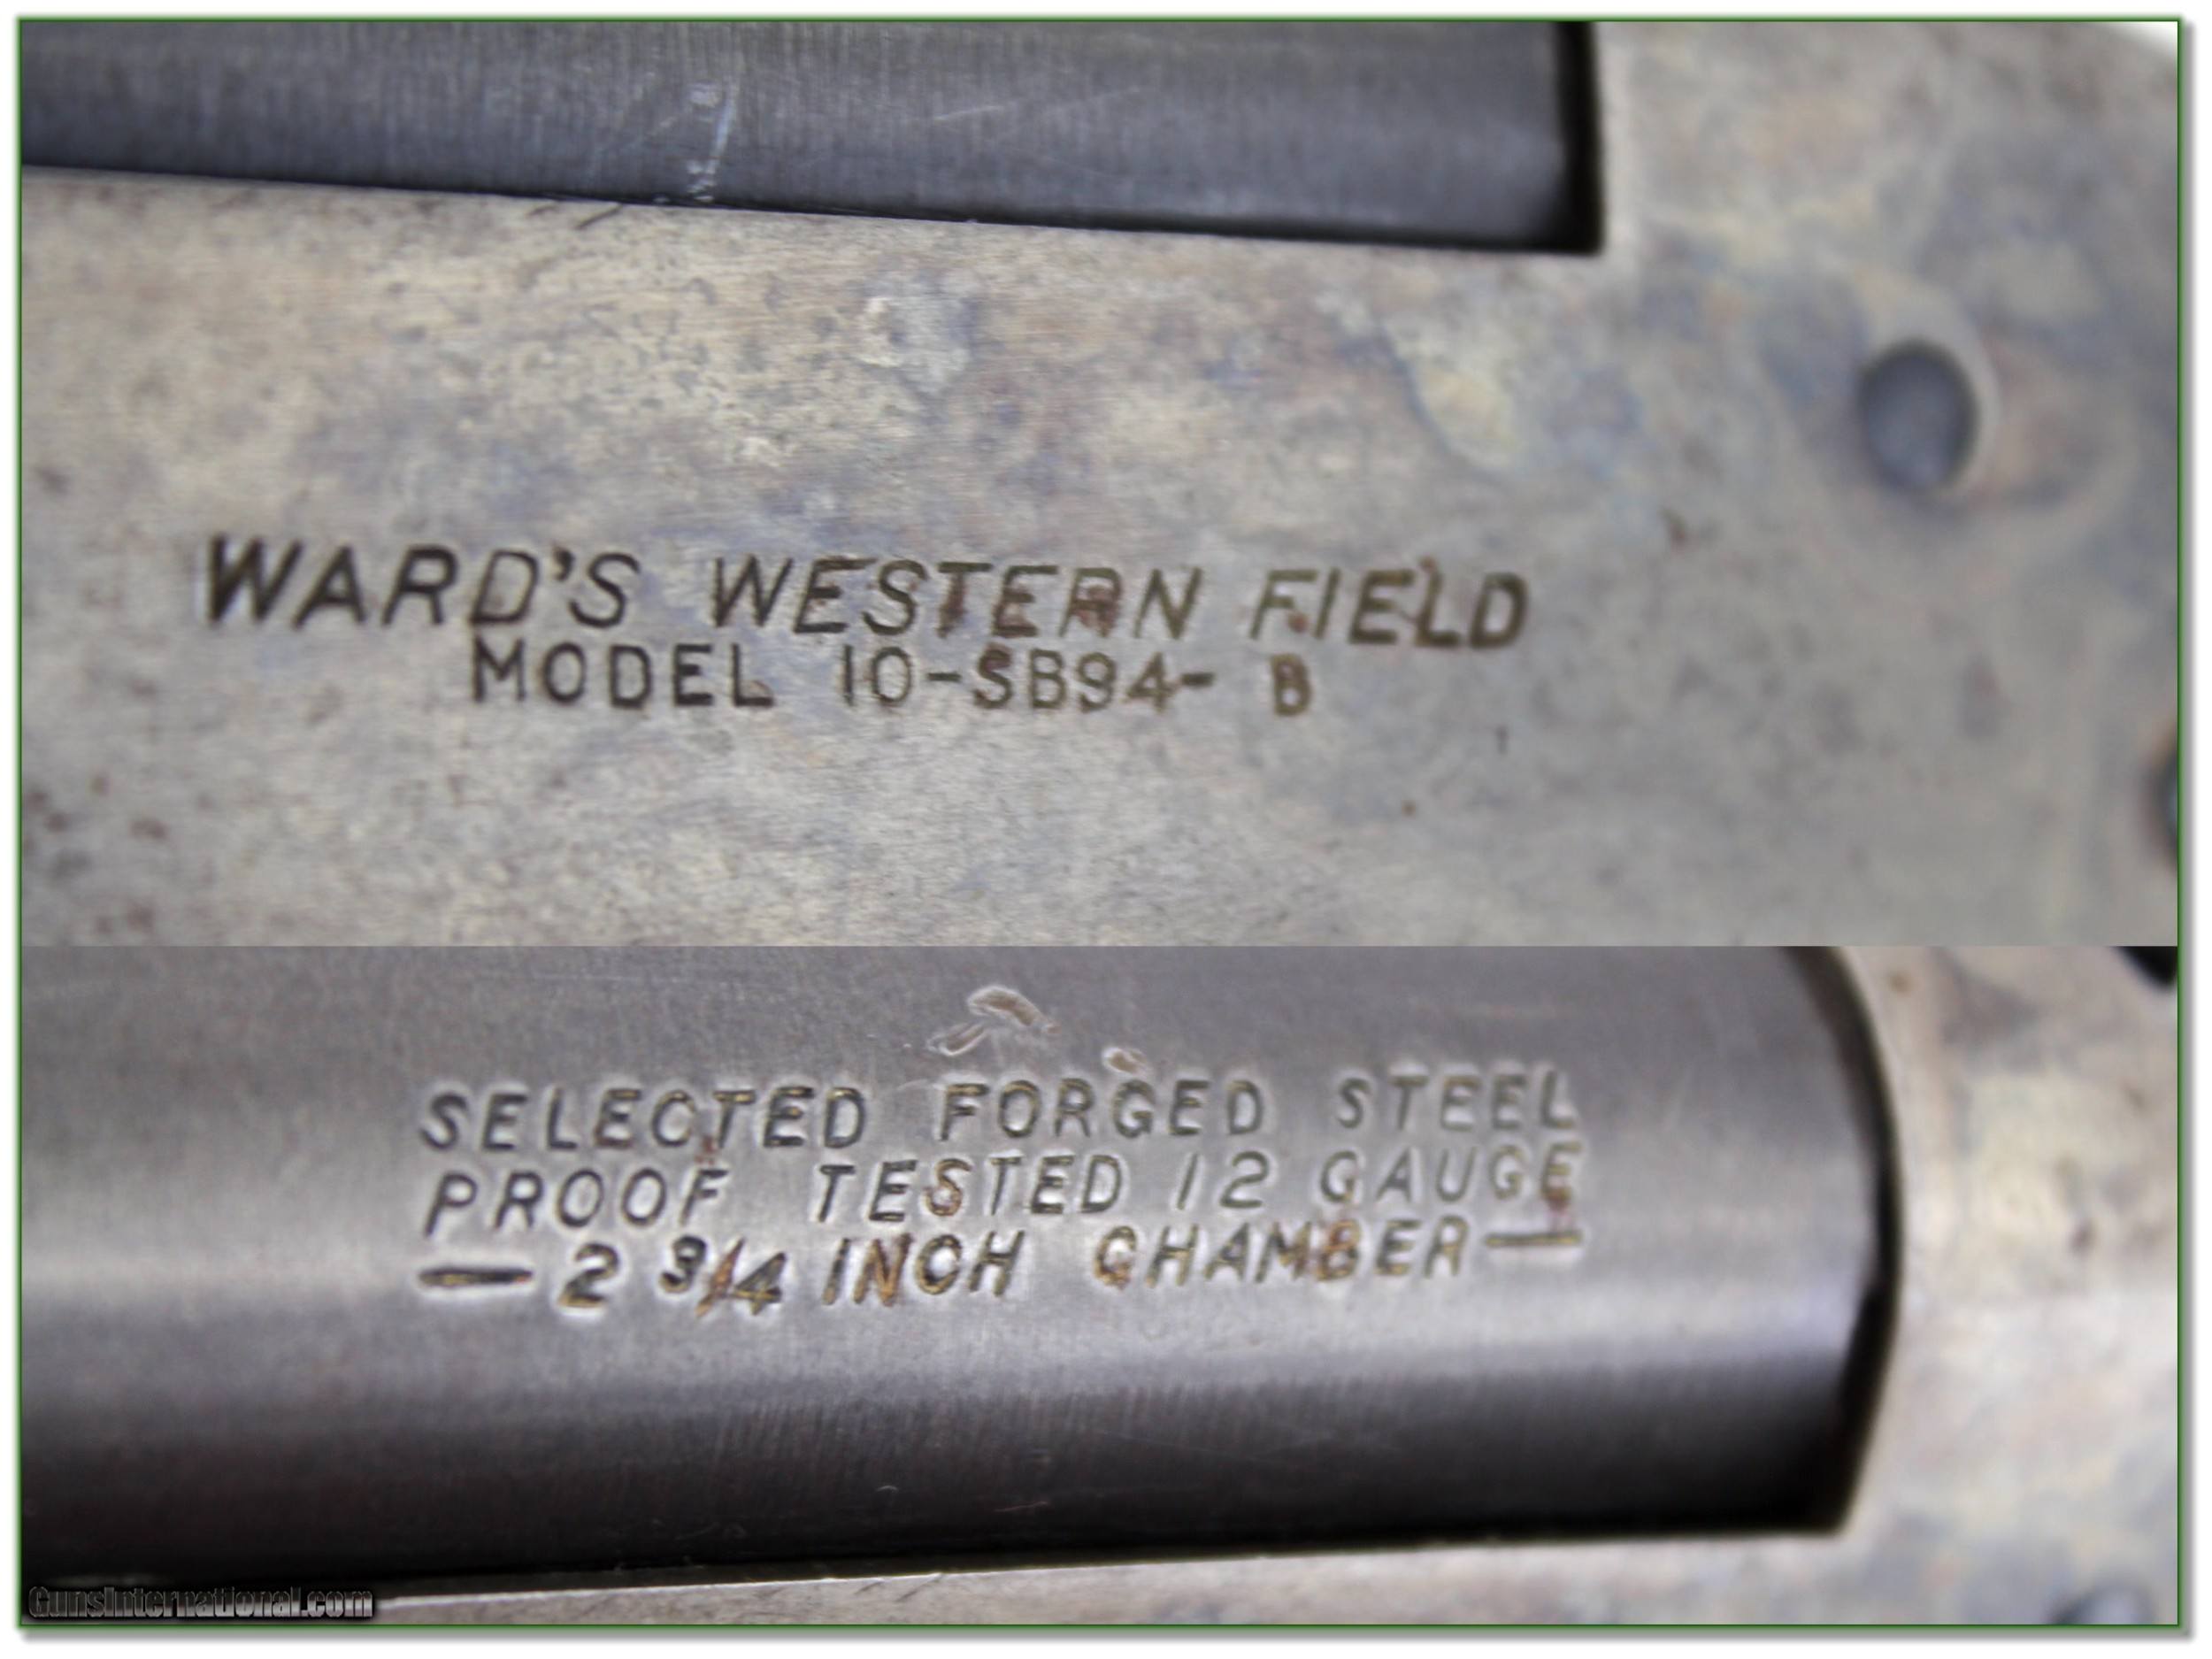 WARD'S WESTERN FIELD
MODEL 10-SB94- B
SELECTED FORGED STEEL
PROOF TESTED 12 GAUGE
— 2 3/4 INCH CHAMBER —
GunsInternational.com